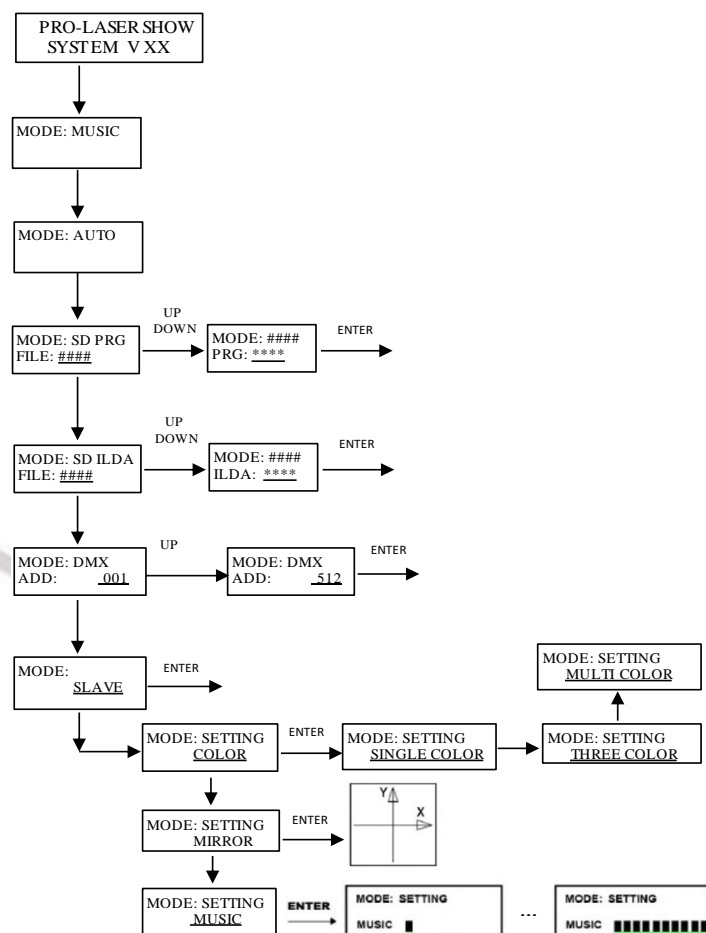 PRO-LASER SHOW
SYSTEM V XX
MODE: MUSIC
MODE: AUTO
MODE: SD PRG
FILE: ####
UP
DOWN
MODE: ####
PRG: ****
ENTER
MODE: SD ILDA
FILE: ####
UP
DOWN
MODE: ####
ILDA: ****
ENTER
MODE: DMX
ADD: 001
UP
MODE: DMX
ADD: 512
ENTER
MODE:
SLAVE
ENTER
MODE: SETTING
MULTI COLOR
MODE: SETTING
COLOR
ENTER
MODE: SETTING
SINGLE COLOR
MODE: SETTING
THREE COLOR
MODE: SETTING
MIRROR
ENTER
Y
X
MODE: SETTING
MUSIC
ENTER
MODE: SETTING
MUSIC
...
MODE: SETTING
MUSIC